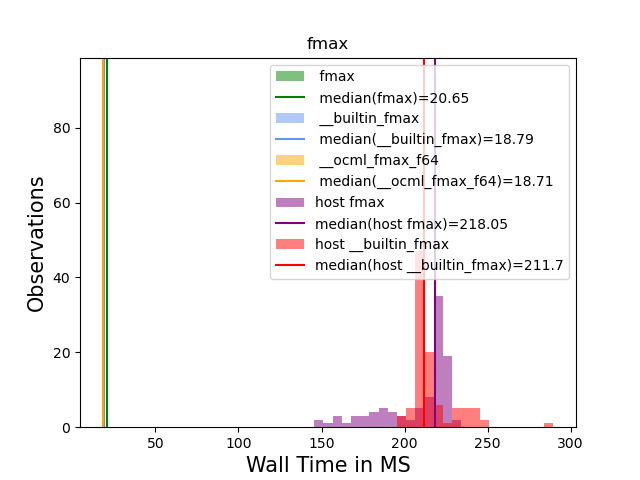 fmax
fmax
median(fmax)=20.65
__builtin_fmax
median(__builtin_fmax)=18.79
__ocml_fmax_f64
median(__ocml_fmax_f64)=18.71
host fmax
median(host fmax)=218.05
host __builtin_fmax
median(host __builtin_fmax)=211.7
Observations
80
60
40
20
0
50 100 150 200 250 300
Wall Time in MS